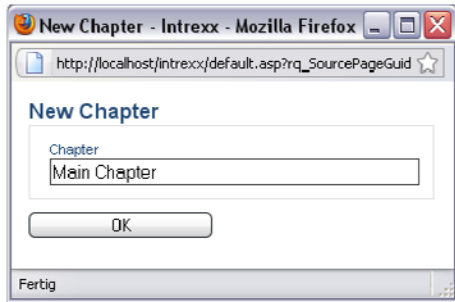 New Chapter - Intrexx - Mozilla Firefox
http://localhost/intrexx/default.asp?rq_SourcePageGuid
New Chapter
Chapter
Main Chapter
OK
Fertig